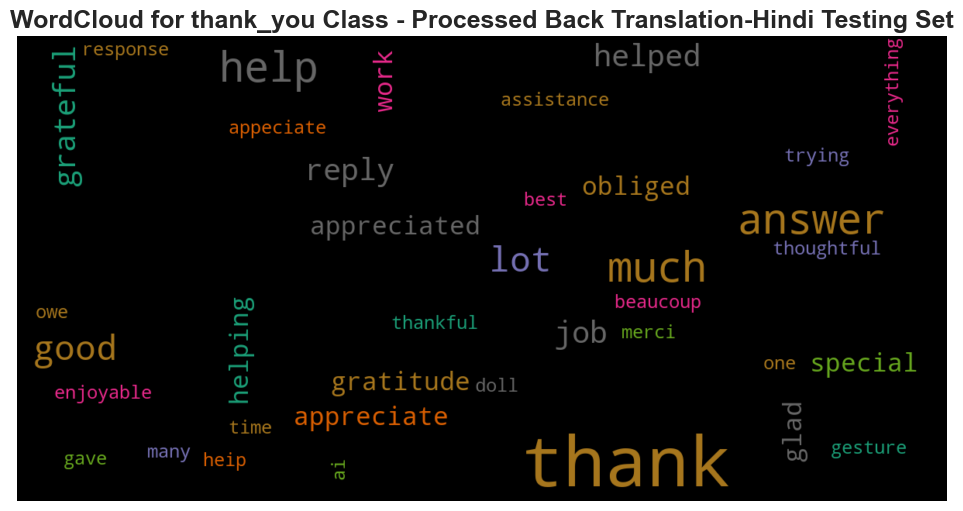 WordCloud for thank_you Class - Processed Back Translation-Hindi Testing Set
response
grateful
help
work
helped
everything
assistance
appeciate
trying
reply
obliged
best
appreciated
answer
thoughtful
lot
much
beaucoup
owe
helping
thankful
job
merci
good
one
special
enjoyable
gratitude
doll
appreciate
time
glad
gesture
gave
many
heip
ai
thank